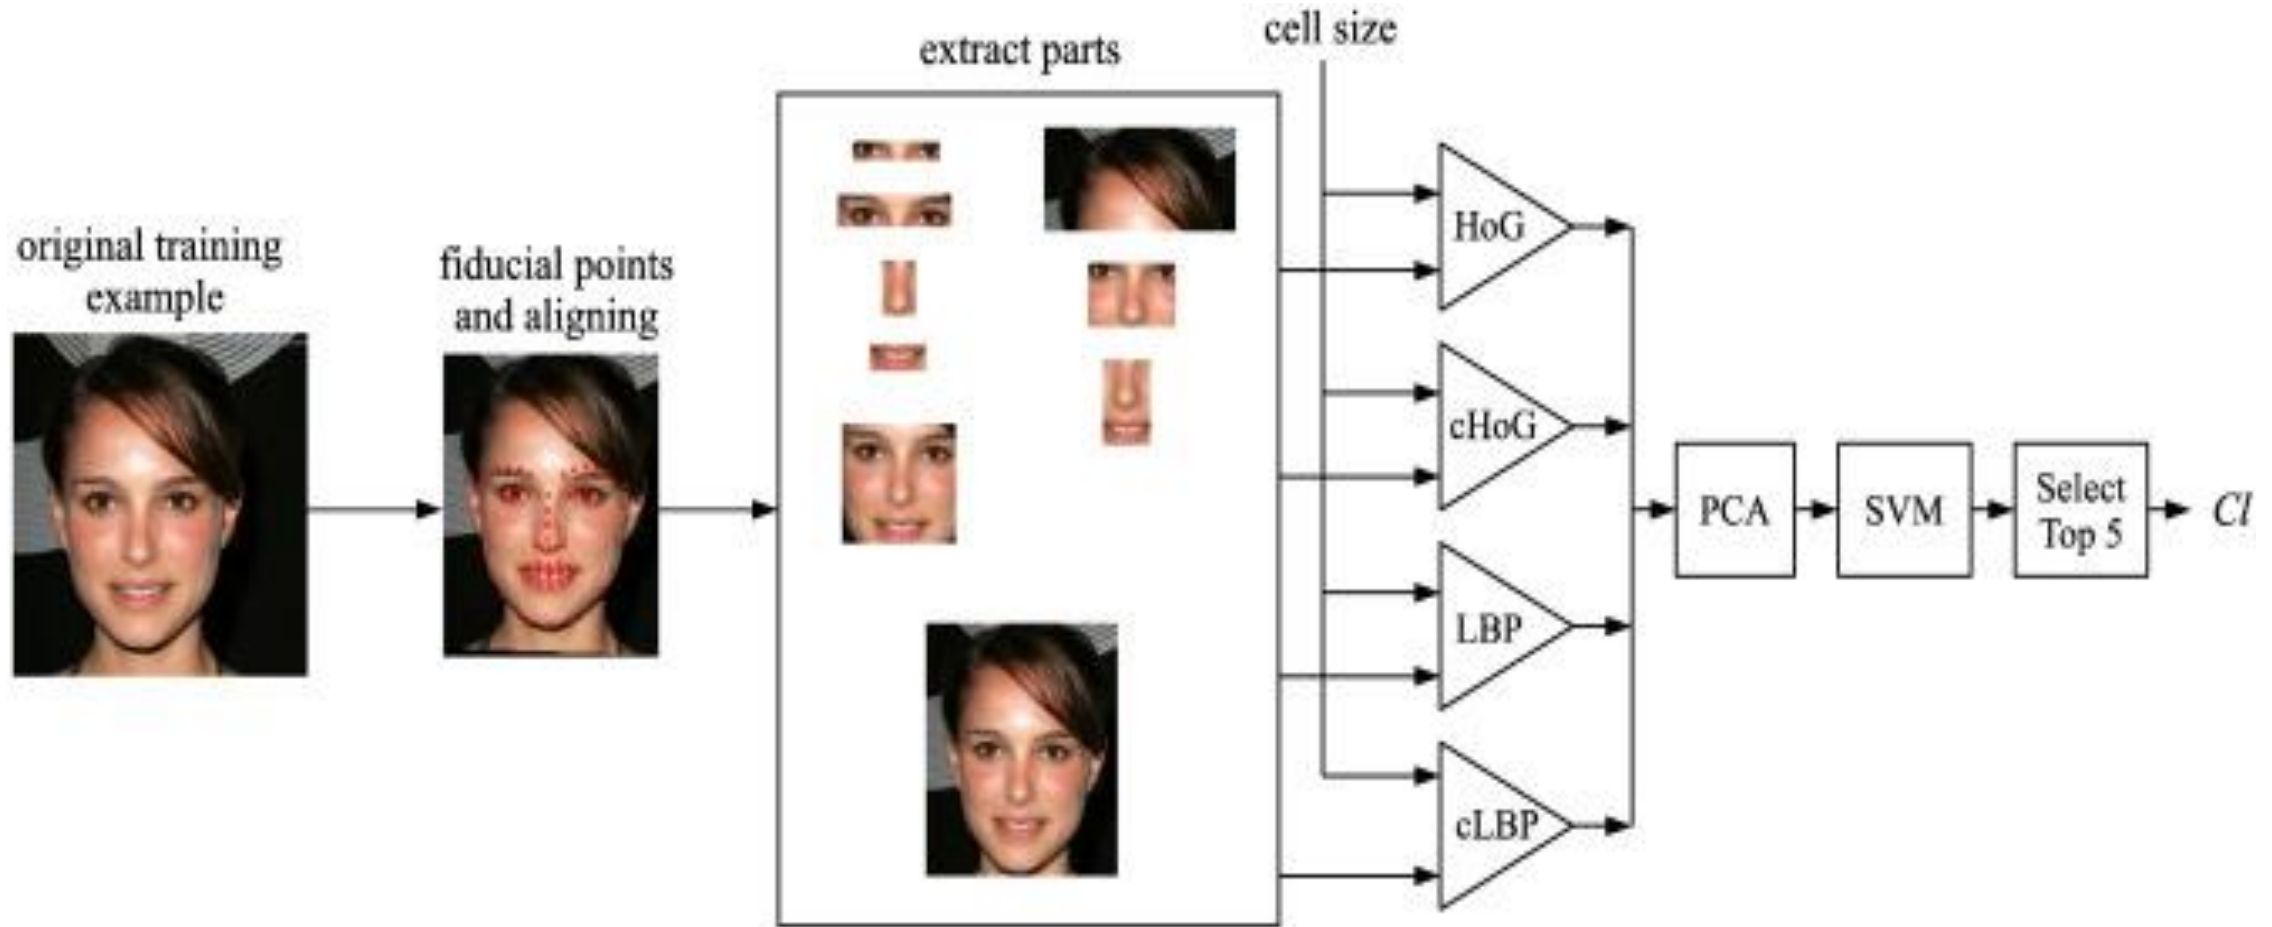 original training
example
fiducial points
and aligning
extract parts
cell size
HoG
cHoG
LBP
cLBP
PCA
SVM
Select
Top 5
Cl